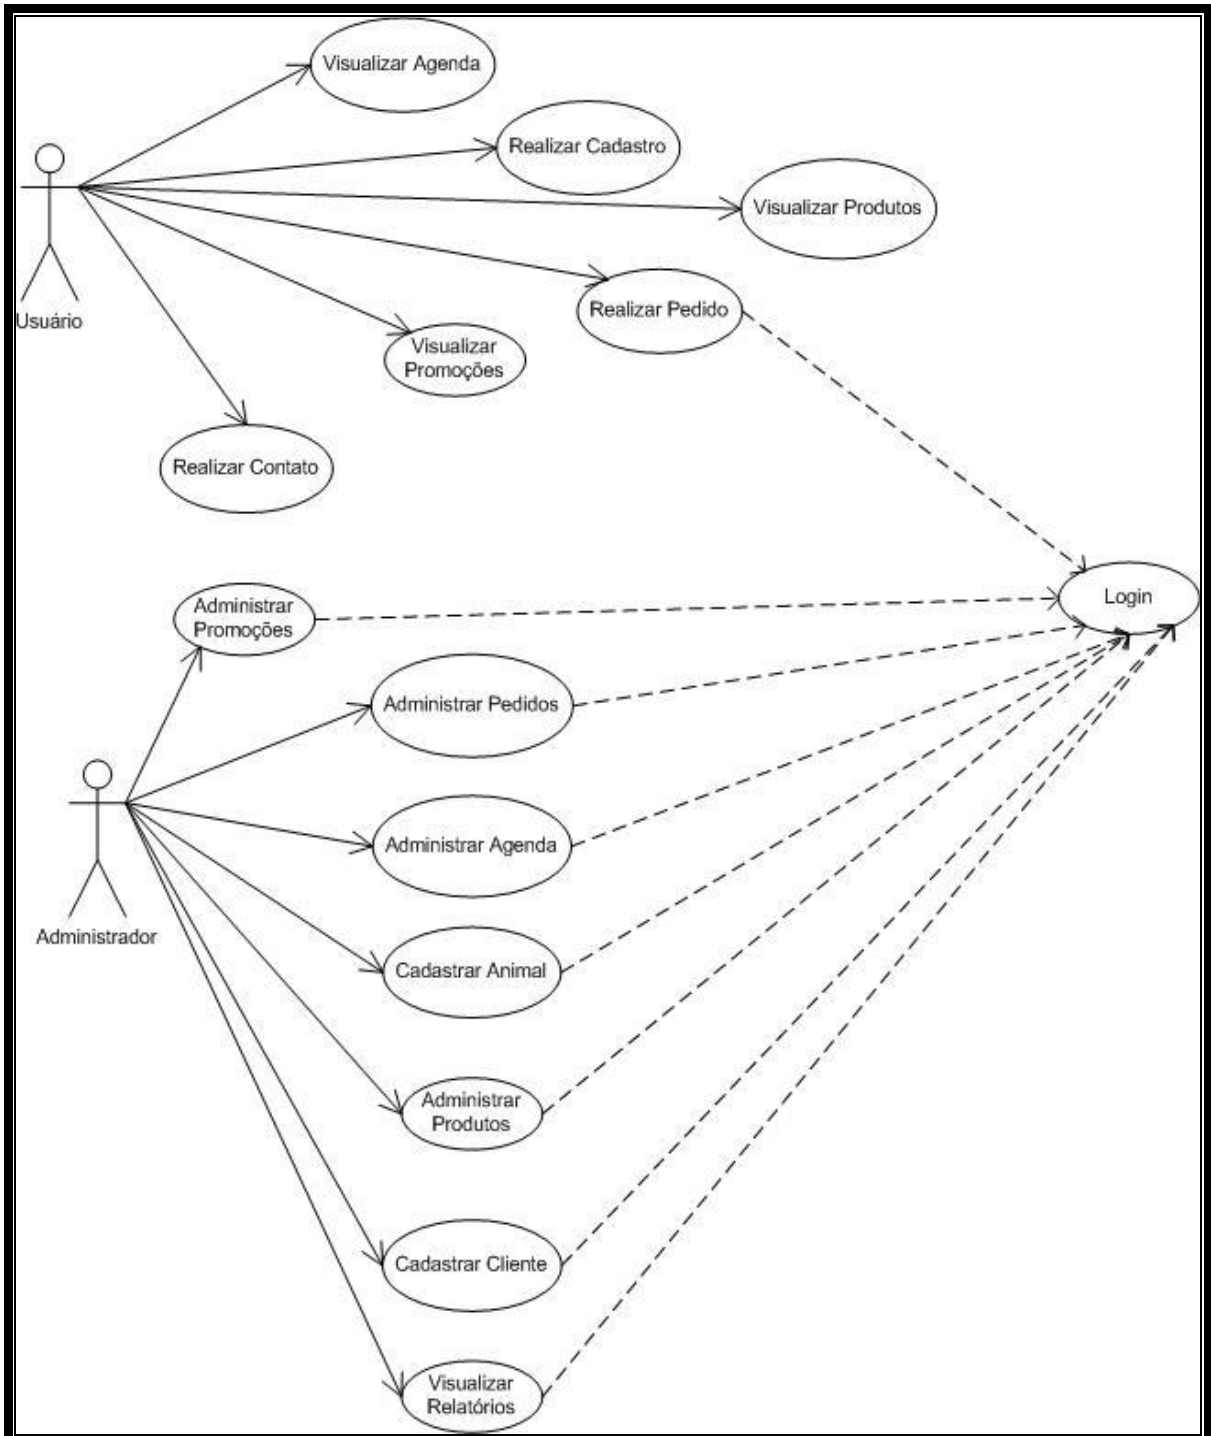 Visualizar Agenda
Realizar Cadastro
Visualizar Produtos
Realizar Pedido
Usuário
Visualizar
Promoções
Realizar Contato
Login
Administrar
Promoções
Administrar Pedidos
Administrar Agenda
Administrador
Cadastrar Animal
Administrar
Produtos
Cadastrar Cliente
Visualizar
Relatórios